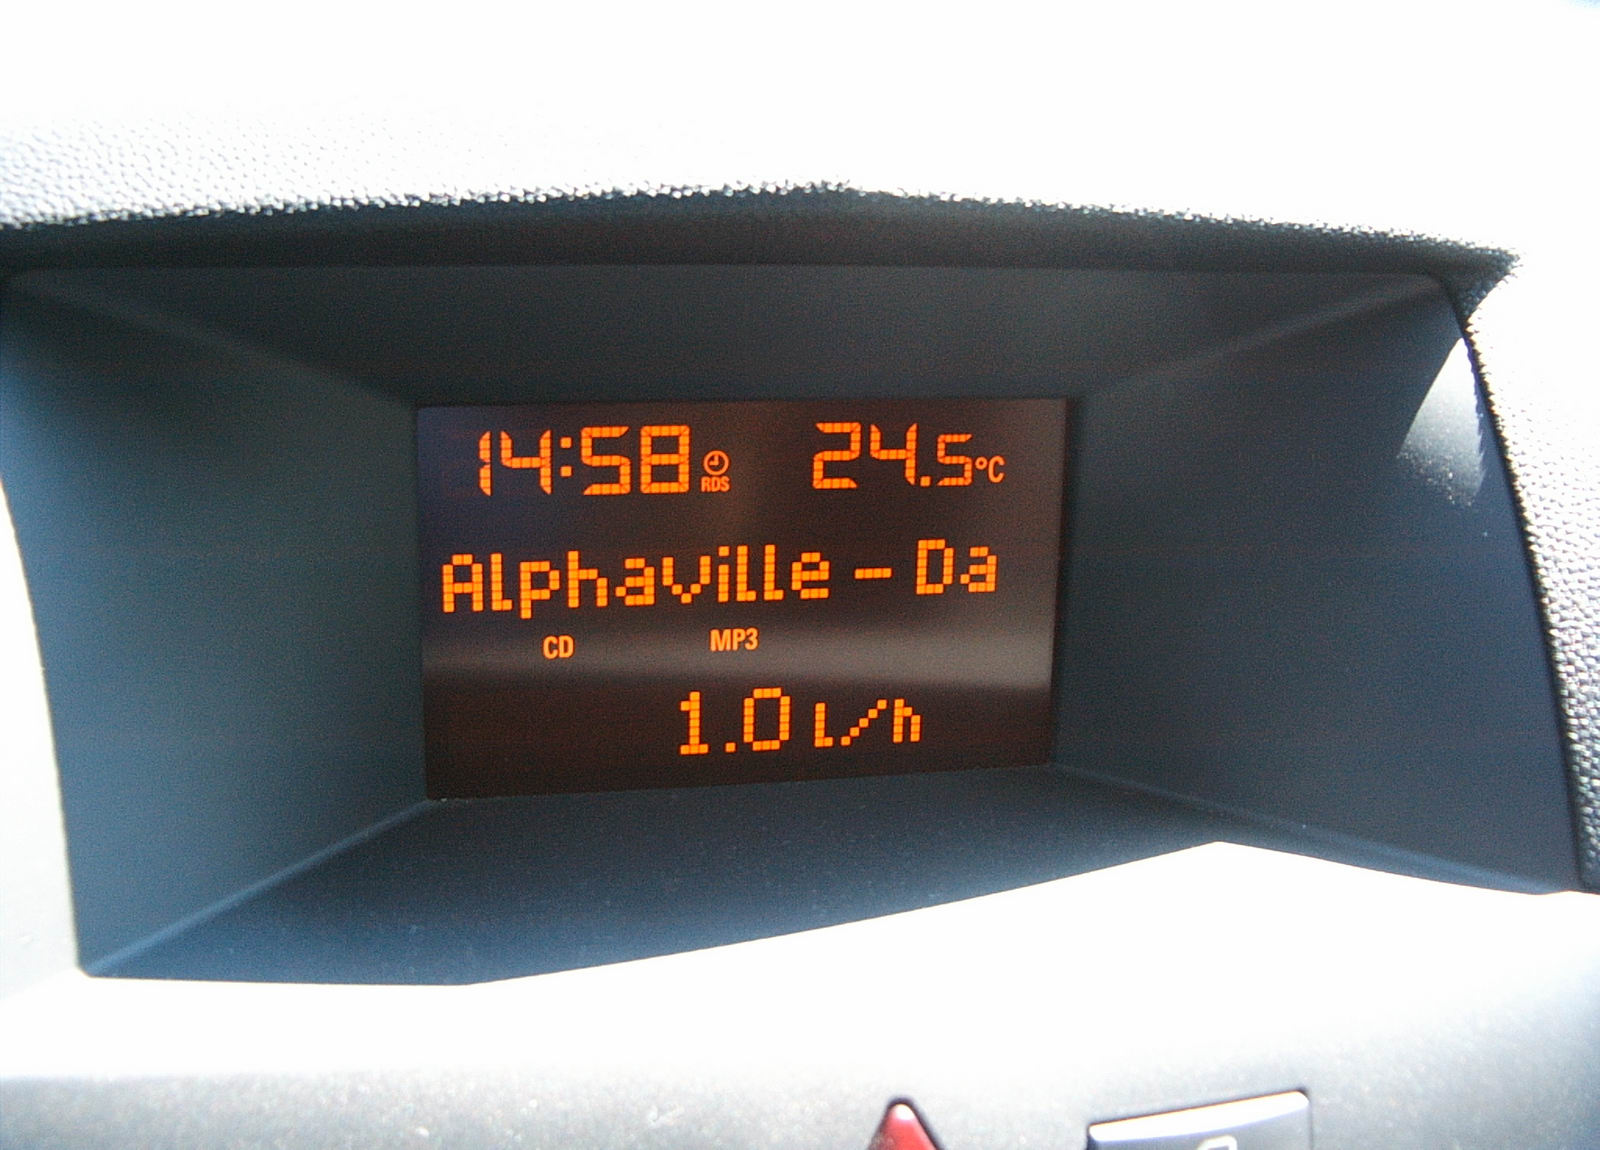 14:58 RDS 24.5°C
Alphaville - Da
CD MP3
1.0 l/h